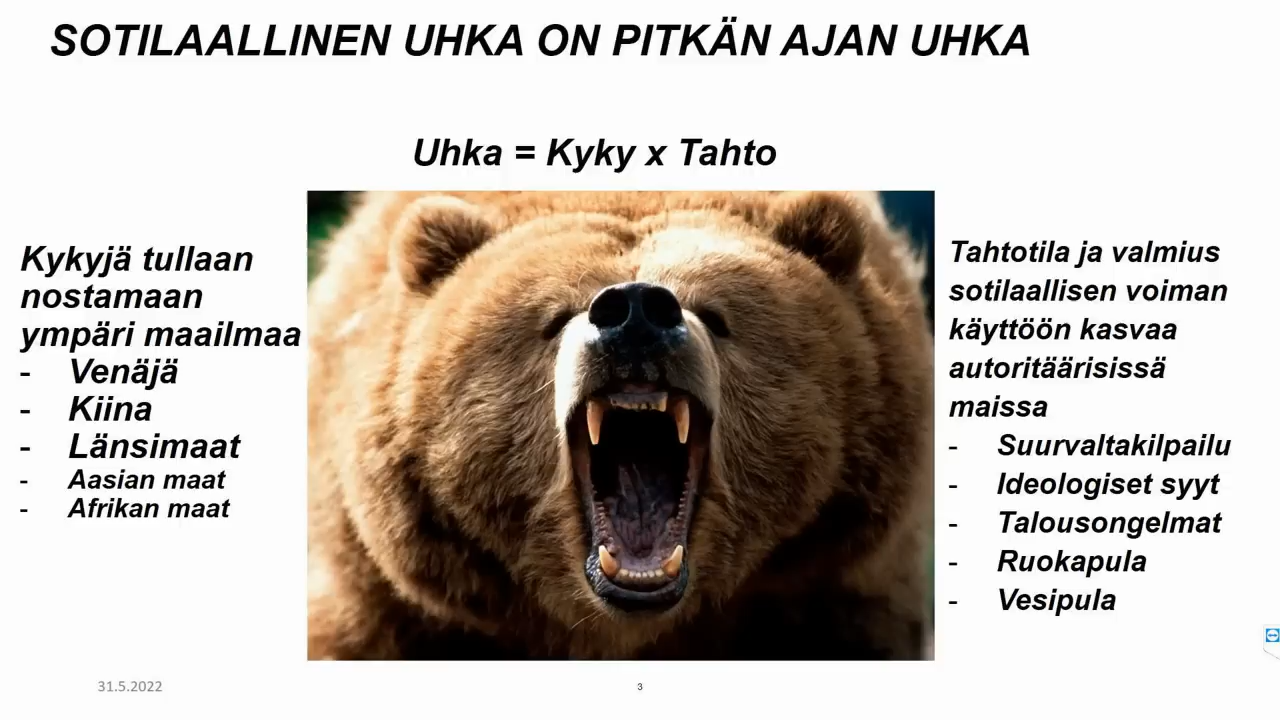 SOTILAALLINEN UHKA ON PITKÄN AJAN UHKA
Uhka = Kyky x Tahto
Kykyjä tullaan
nostamaan
ympäri maailmaa
- Venäjä
- Kiina
- Länsimaat
- Aasian maat
- Afrikan maat
Tahtotila ja valmius
sotilaallisen voiman
käyttöön kasvaa
autoritäärisissä
maissa
- Suurvaltakilpailu
- Ideologiset syyt
- Talousongelmat
- Ruokapula
- Vesipula
31.5.2022
3